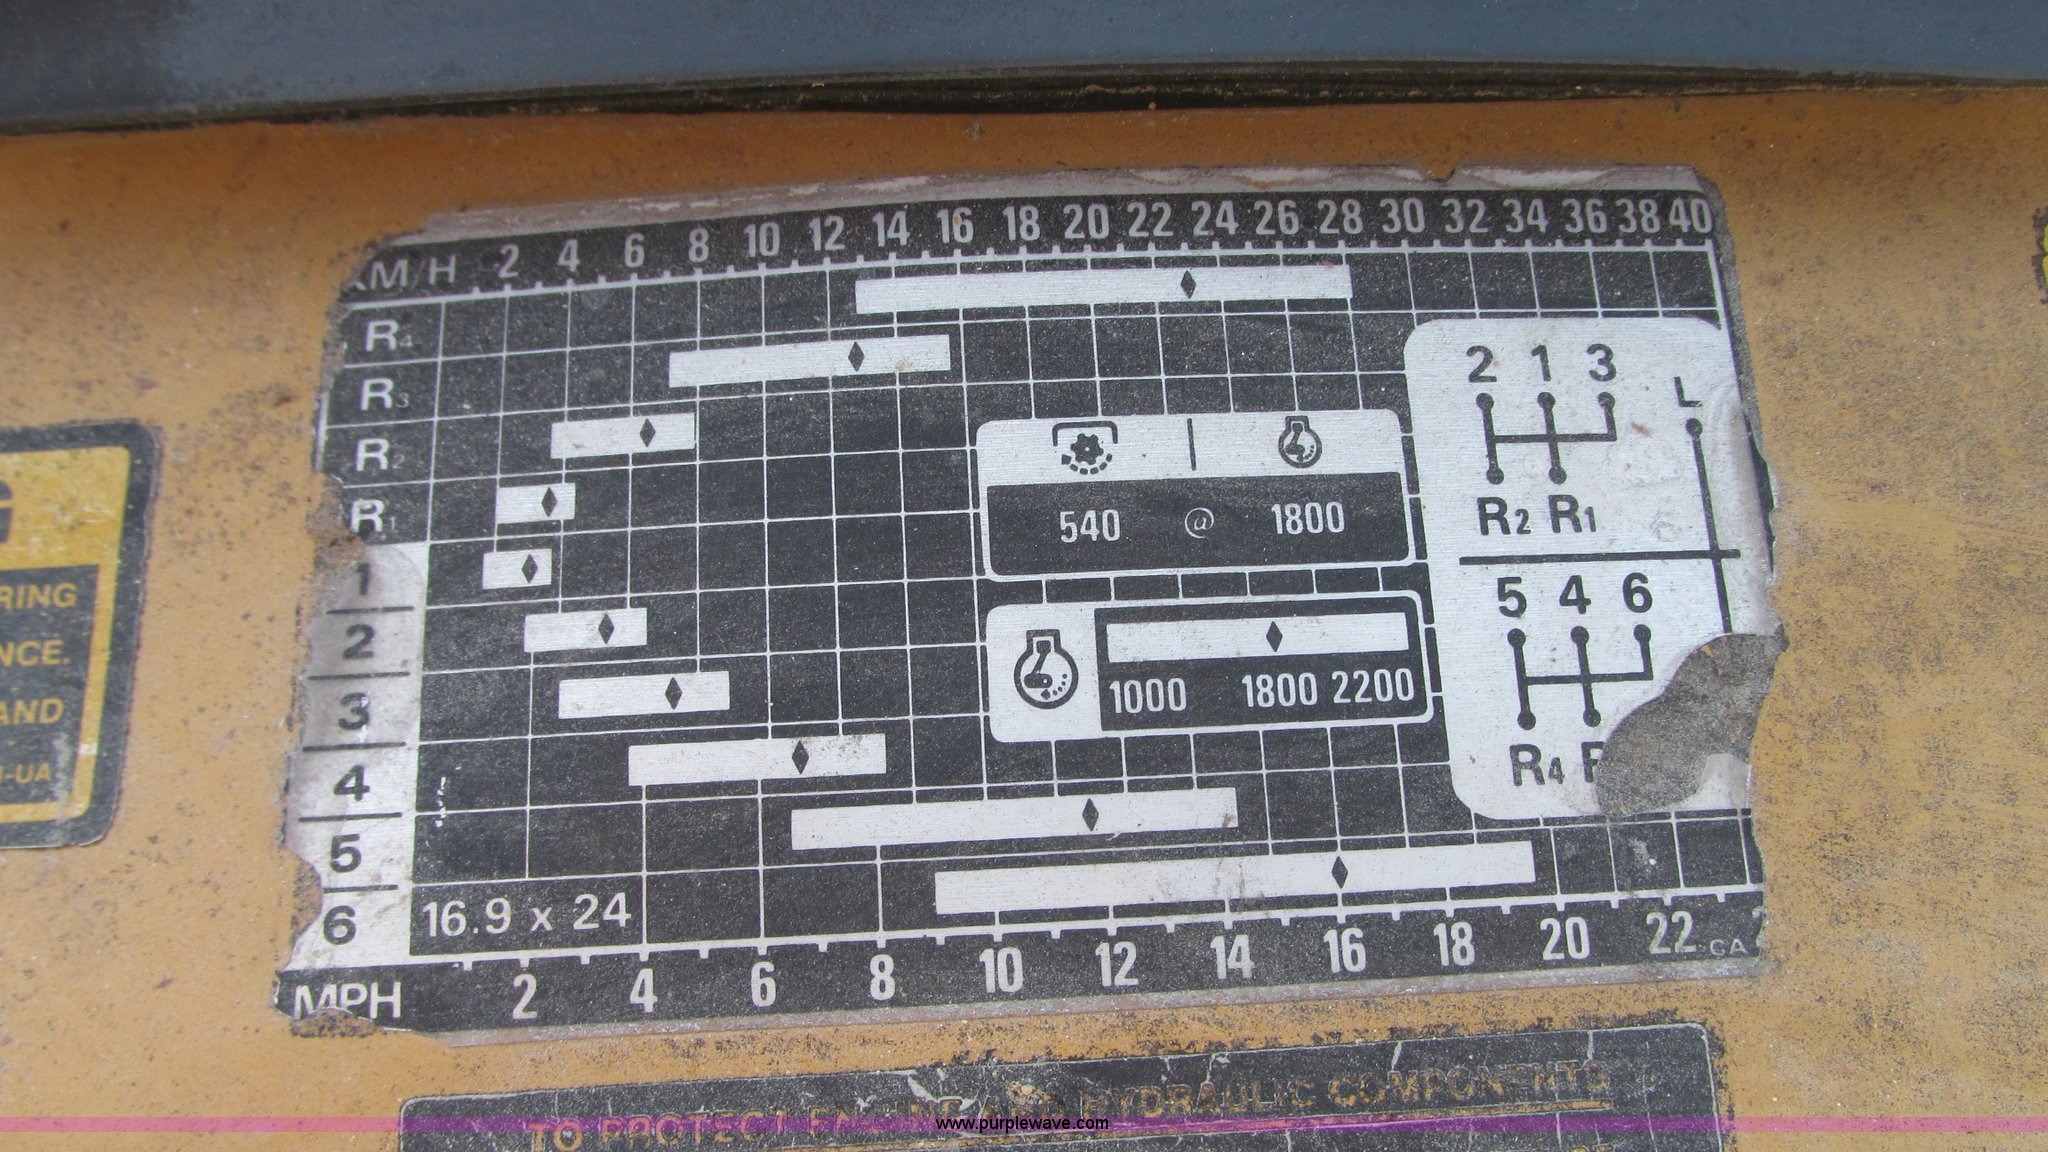 KM/H 2 4 6 8 10 12 14 16 18 20 22 24 26 28 30 32 34 36 38 40
R4
R3
R2
R1
1
2
3
4
5
6
2 1 3 L
R2 R1
5 4 6
R4
540 @ 1800
1000 1800 2200
16.9 x 24
MPH 2 4 6 8 10 12 14 16 18 20 22 CA
G
RING
NCE.
AND
-UA
TO PROTECT ENGINE AND HYDRAULIC COMPONENTS
www.purplewave.com